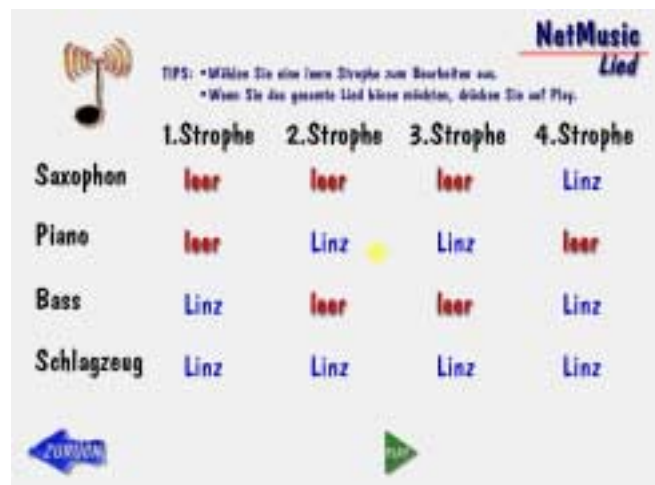 NetMusic
Lied
TIPS: • Wählen Sie eine leere Strophe zum Bearbeiten aus.
• Wenn Sie das gesamte Lied hören möchten, drücken Sie auf Play.
1.Strophe 2.Strophe 3.Strophe 4.Strophe
Saxophon leer leer leer Linz
Piano leer Linz Linz leer
Bass Linz leer leer Linz
Schlagzeug Linz Linz Linz Linz
PLAY